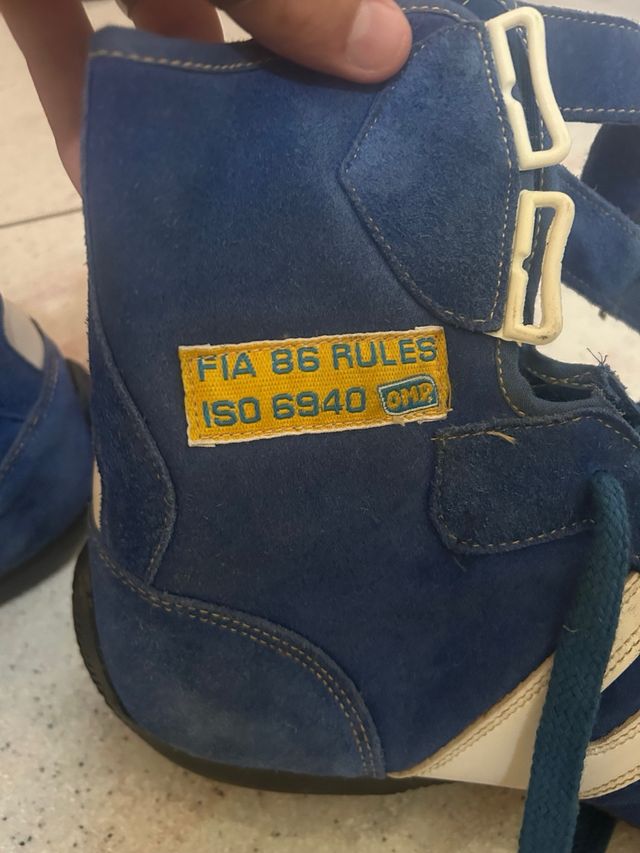 FIA 86 RULES
ISO 6940 OMP